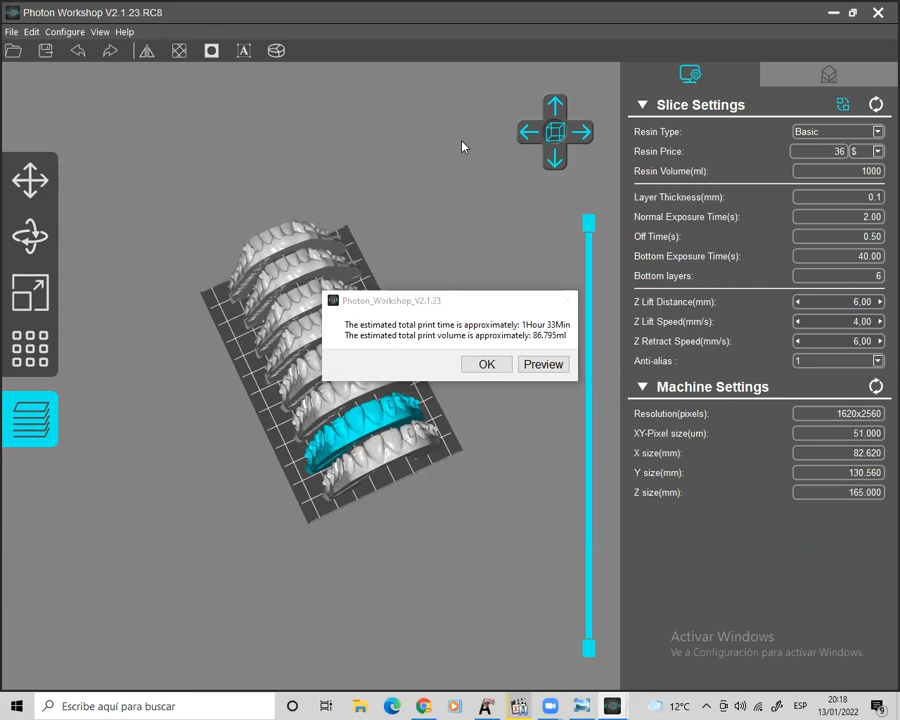 Photon Workshop V2.1.23.RC8
File Edit Configure View Help
A
Slice Settings
Resin Type: Basic
Resin Price: 36 $
Resin Volume(ml): 1000
Layer Thickness(mm): 0.1
Normal Exposure Time(s): 2.00
Off Time(s): 0.50
Bottom Exposure Time(s): 40.00
Bottom layers: 6
Z Lift Distance(mm): 6,00
Z Lift Speed(mm/s): 4,00
Z Retract Speed(mm/s): 6,00
Anti-alias : 1
Machine Settings
Resolution(pixels): 1620x2560
XY-Pixel size(um): 51.000
X size(mm): 82.620
Y size(mm): 130.560
Z size(mm): 165.000
Photon_Workshop_V2.1.23
The estimated total print time is approximately: 1Hour 33Min
The estimated total print volume is approximately: 86.795ml
OK Preview
Activar Windows
Ve a Configuración para activar Windows.
Escribe aquí para buscar
12°C ESP 20:18
13/01/2022